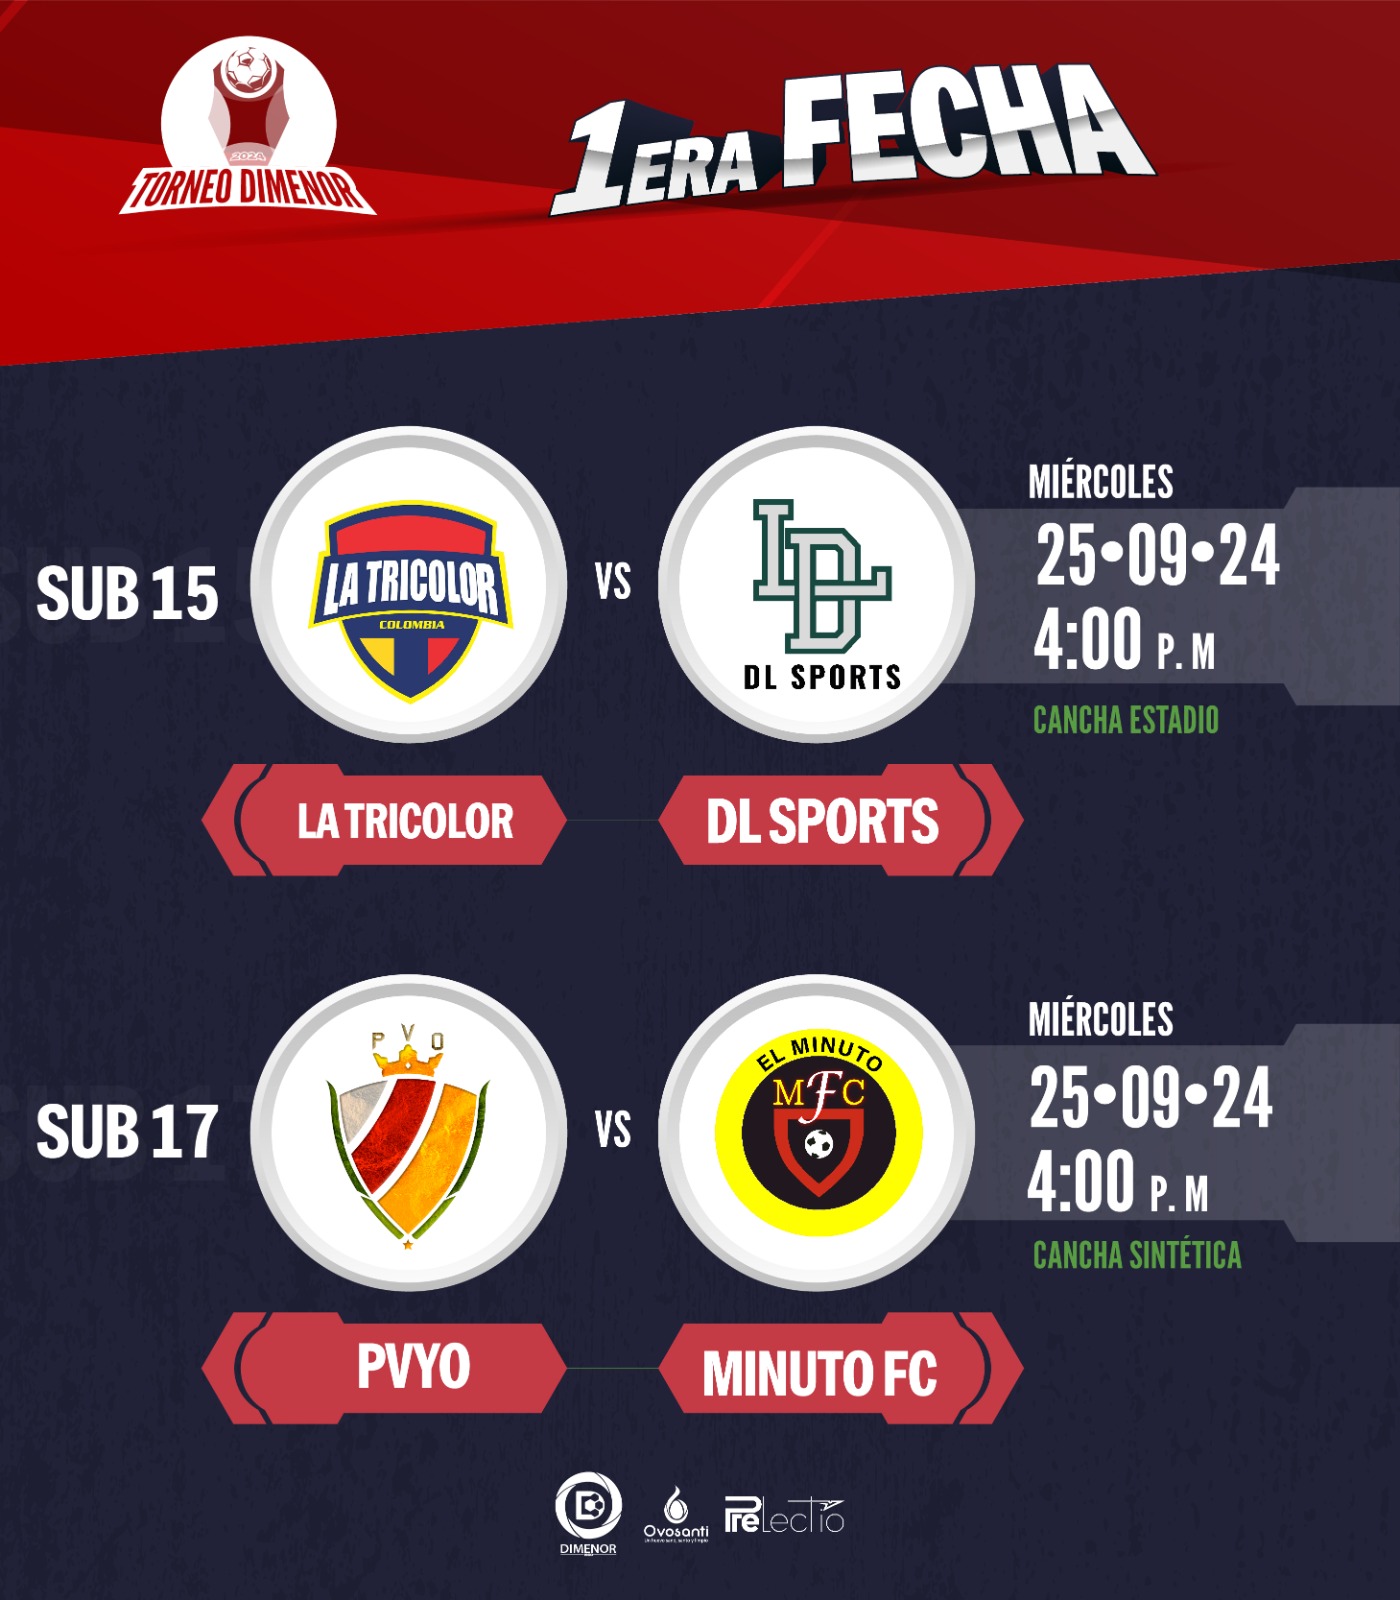 2024
TORNEO DIMENOR
1ERA FECHA
SUB 15
LA TRICOLOR
COLOMBIA
VS
DL
DL SPORTS
MIÉRCOLES
25•09•24
4:00 P. M
CANCHA ESTADIO
LA TRICOLOR
DL SPORTS
SUB 17
P V O
VS
EL MINUTO
MFC
MIÉRCOLES
25•09•24
4:00 P. M
CANCHA SINTÉTICA
PVYO
MINUTO FC
D
DIMENOR
Ovosanti
PreLectio